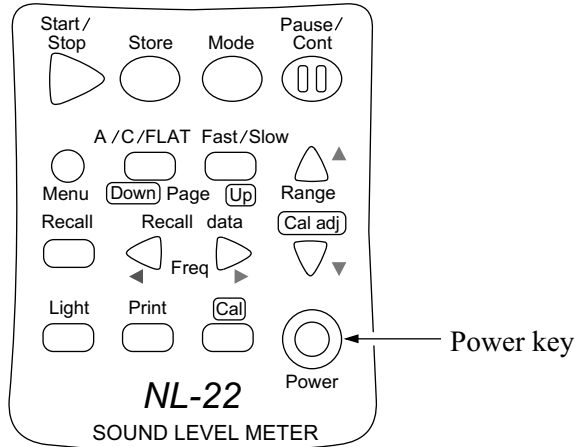 Start/
Stop
Store
Mode
Pause/
Cont
A/C/FLAT
Fast/Slow
Menu
Down
Page
Up
Range
Recall
Recall data
Cal adj
Freq
Light
Print
Cal
Power key
Power
NL-22
SOUND LEVEL METER